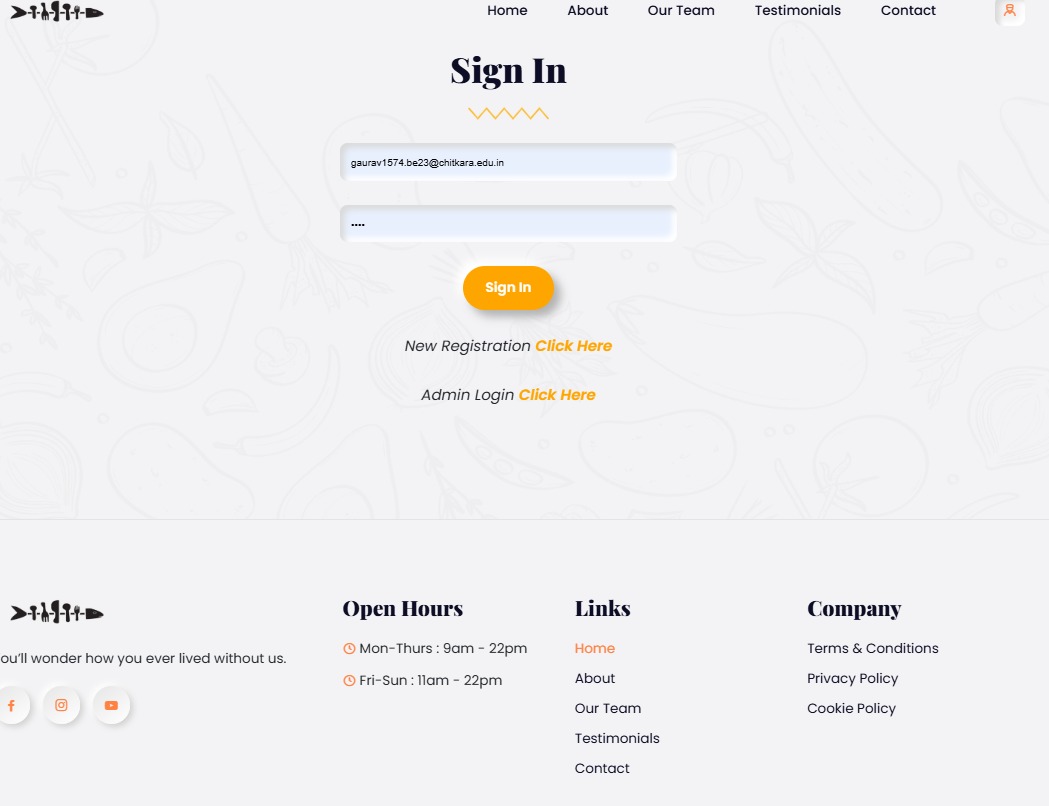 Home About Our Team Testimonials Contact
Sign In
gaurav1574.be23@chitkara.edu.in
••••
Sign In
New Registration Click Here
Admin Login Click Here
ou'll wonder how you ever lived without us.
Open Hours
Mon-Thurs : 9am - 22pm
Fri-Sun : 11am - 22pm
Links
Home
About
Our Team
Testimonials
Contact
Company
Terms & Conditions
Privacy Policy
Cookie Policy